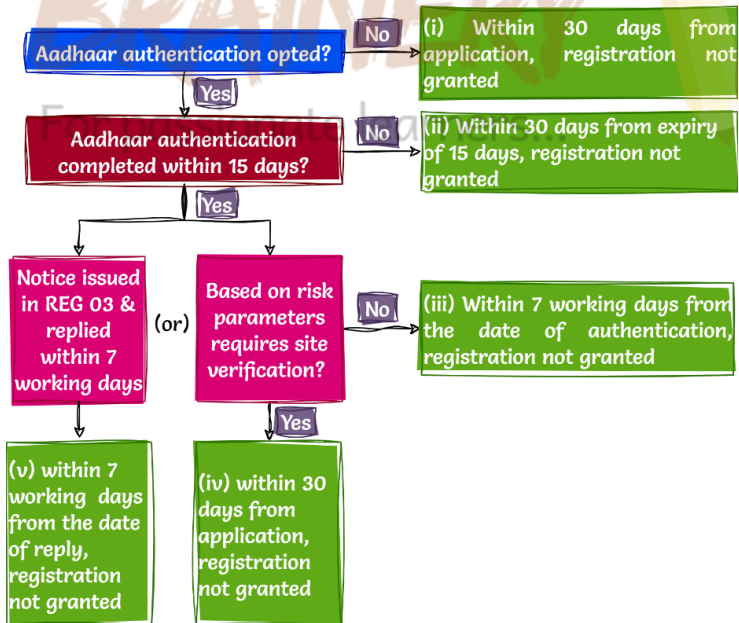 BRAINERY
For passionate learners...
Aadhaar authentication opted?
No
(i) Within 30 days from
application, registration not
granted
Yes
Aadhaar authentication
completed within 15 days?
No
(ii) Within 30 days from expiry
of 15 days, registration not
granted
Yes
Notice issued
in REG 03 &
replied
within 7
working days
(or)
Based on risk
parameters
requires site
verification?
No
(iii) Within 7 working days from
the date of authentication,
registration not granted
Yes
(v) within 7
working days
from the date
of reply,
registration
not granted
(iv) within 30
days from
application,
registration
not granted